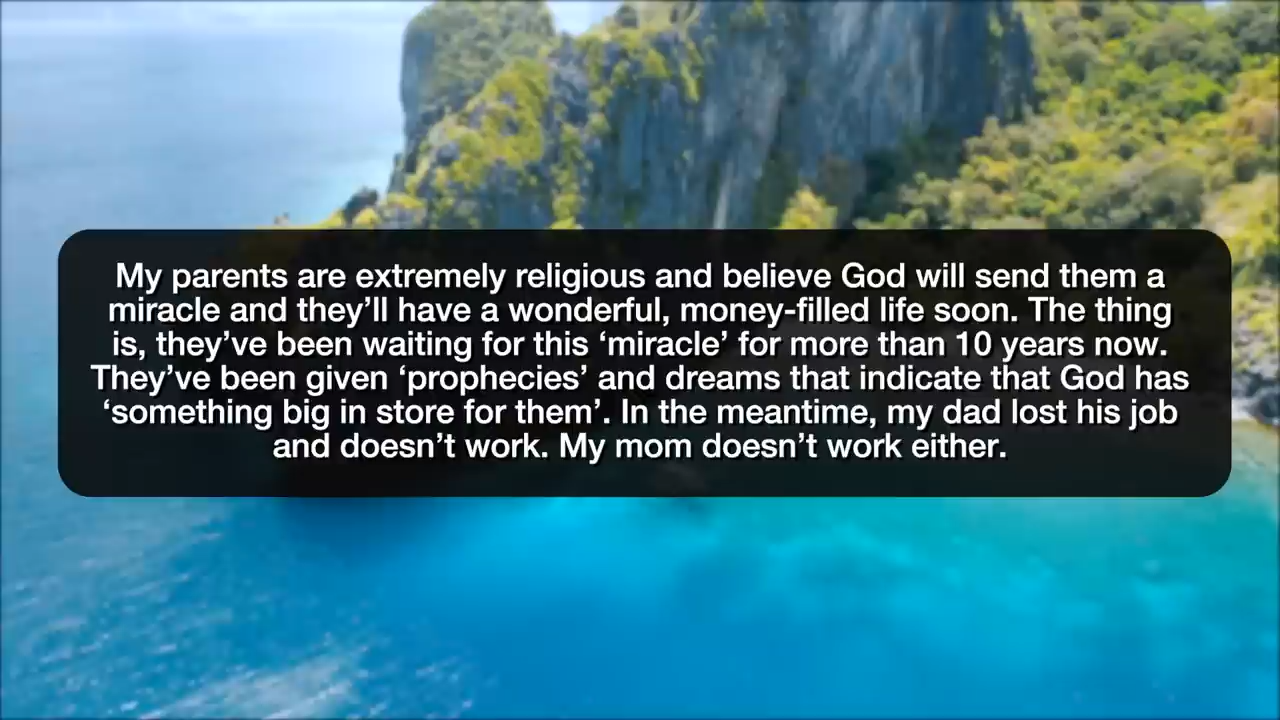 My parents are extremely religious and believe God will send them a
miracle and they’ll have a wonderful, money-filled life soon. The thing
is, they’ve been waiting for this ‘miracle’ for more than 10 years now.
They’ve been given ‘prophecies’ and dreams that indicate that God has
‘something big in store for them’. In the meantime, my dad lost his job
and doesn’t work. My mom doesn’t work either.